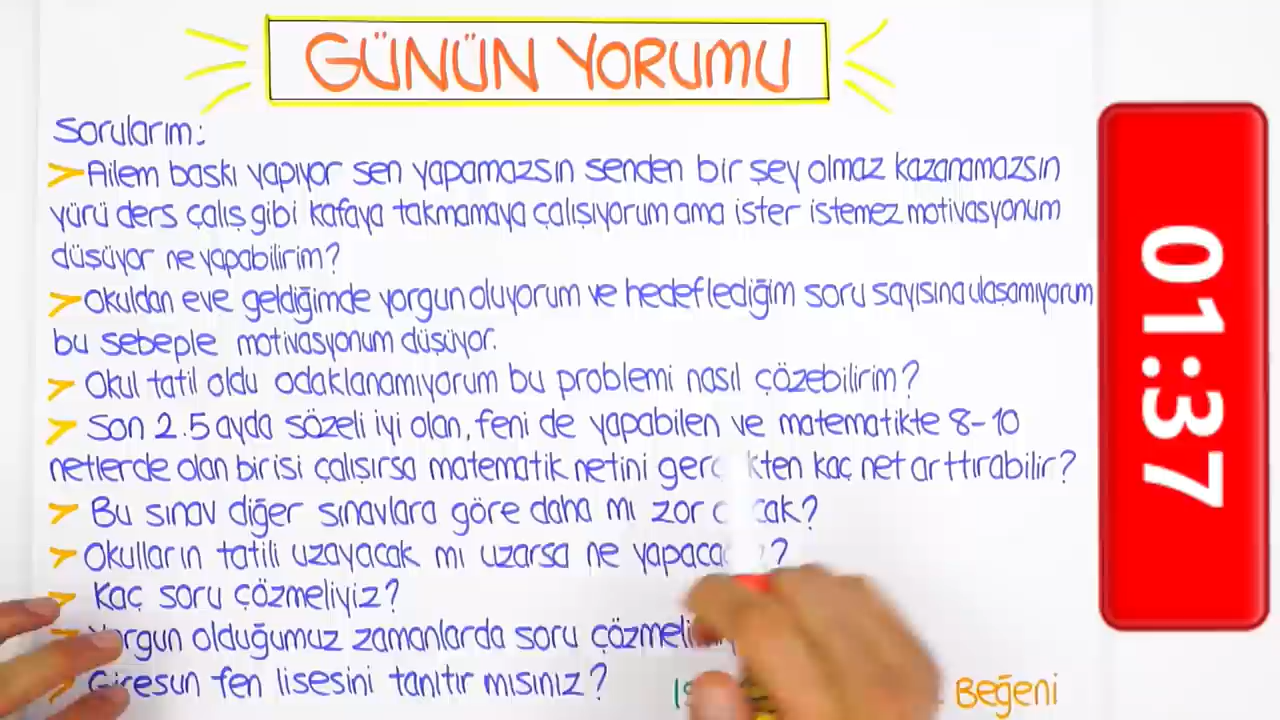 GÜNÜN YORUMU
Sorularım:
➤ Ailem baskı yapıyor sen yapamazsın senden bir şey olmaz kazanamazsın
yürü ders çalış gibi kafaya takmamaya çalışıyorum ama ister istemez motivasyonum
düşüyor ne yapabilirim?
➤ Okuldan eve geldiğimde yorgun oluyorum ve hedeflediğim soru sayısına ulaşamıyorum
bu sebeple motivasyonum düşüyor.
➤ Okul tatil oldu odaklanamıyorum bu problemi nasıl çözebilirim?
➤ Son 2.5 ayda sözeli iyi olan, feni de yapabilen ve matematikte 8-10
netlerde olan birisi çalışırsa matematik netini kaç net arttırabilir?
➤ Bu sınav diğer sınavlara göre daha mı zor?
➤ Okulların tatili uzayacak mı uzarsa ne
➤ Kaç soru çözmeliyiz?
➤ Yorgun olduğumuz zamanlarda soru
➤ Giresun fen lisesini tanıtır mısınız?
Beğeni
01:37